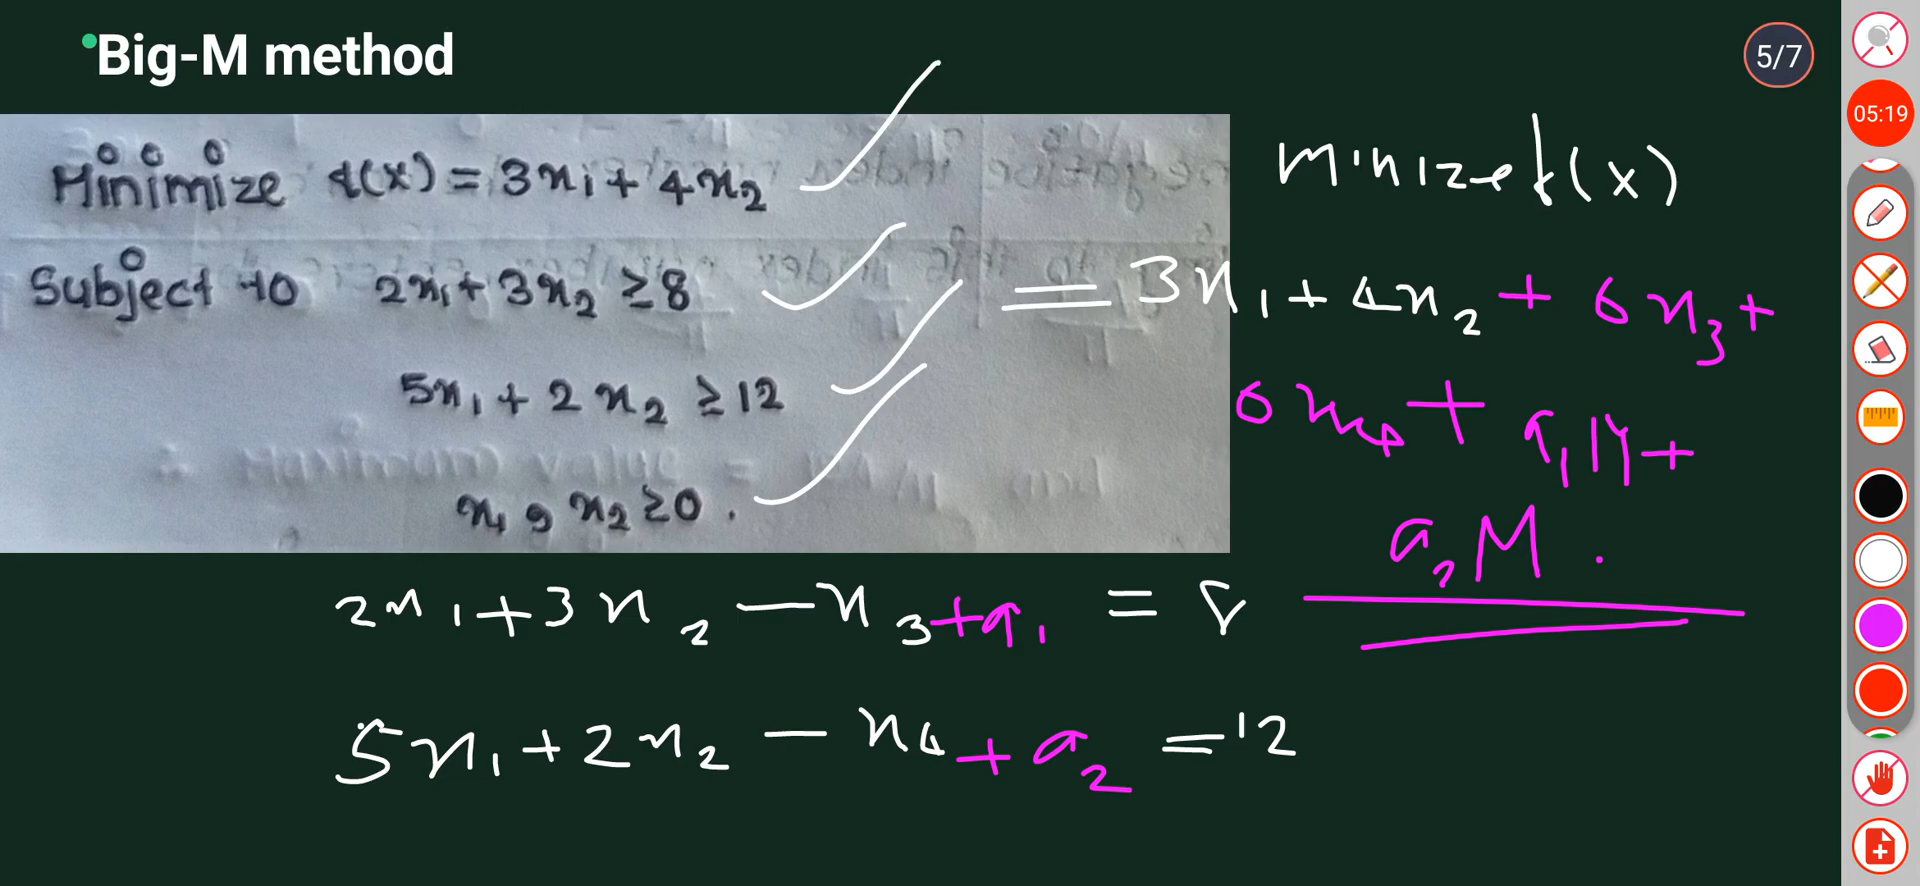 Big-M method
5/7
05:19
Minimize f(x) = 3x₁ + 4x₂
Subject to 2x₁ + 3x₂ ≥ 8
5x₁ + 2x₂ ≥ 12
x₁, x₂ ≥ 0.
Minimize f(x)
= 3x₁ + 4x₂ + 0x₃ +
0x₄ + a₁M +
a₂M.
2x₁ + 3x₂ − x₃ + a₁ = 8
5x₁ + 2x₂ − x₄ + a₂ = 12